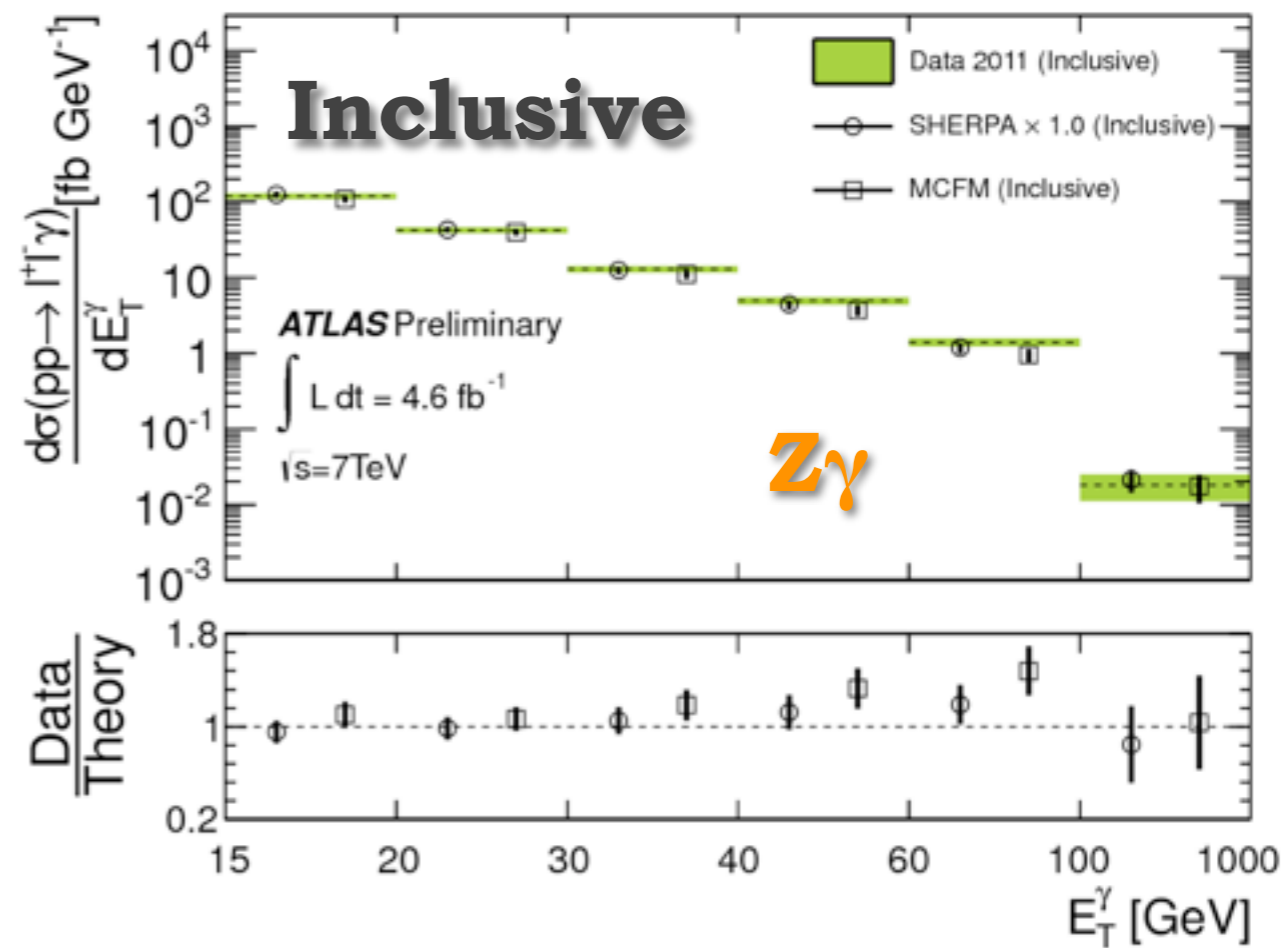 dσ(pp→ l⁺l⁻γ)
dE_T^γ
[fb GeV⁻¹]
10⁴
10³
10²
10
1
10⁻¹
10⁻²
10⁻³
Inclusive
Data 2011 (Inclusive)
SHERPA × 1.0 (Inclusive)
MCFM (Inclusive)
ATLAS Preliminary
∫ L dt = 4.6 fb⁻¹
√s=7TeV
Zγ
Data
Theory
1.8
1
0.2
15 20 30 40 60 100 1000
E_T^γ [GeV]